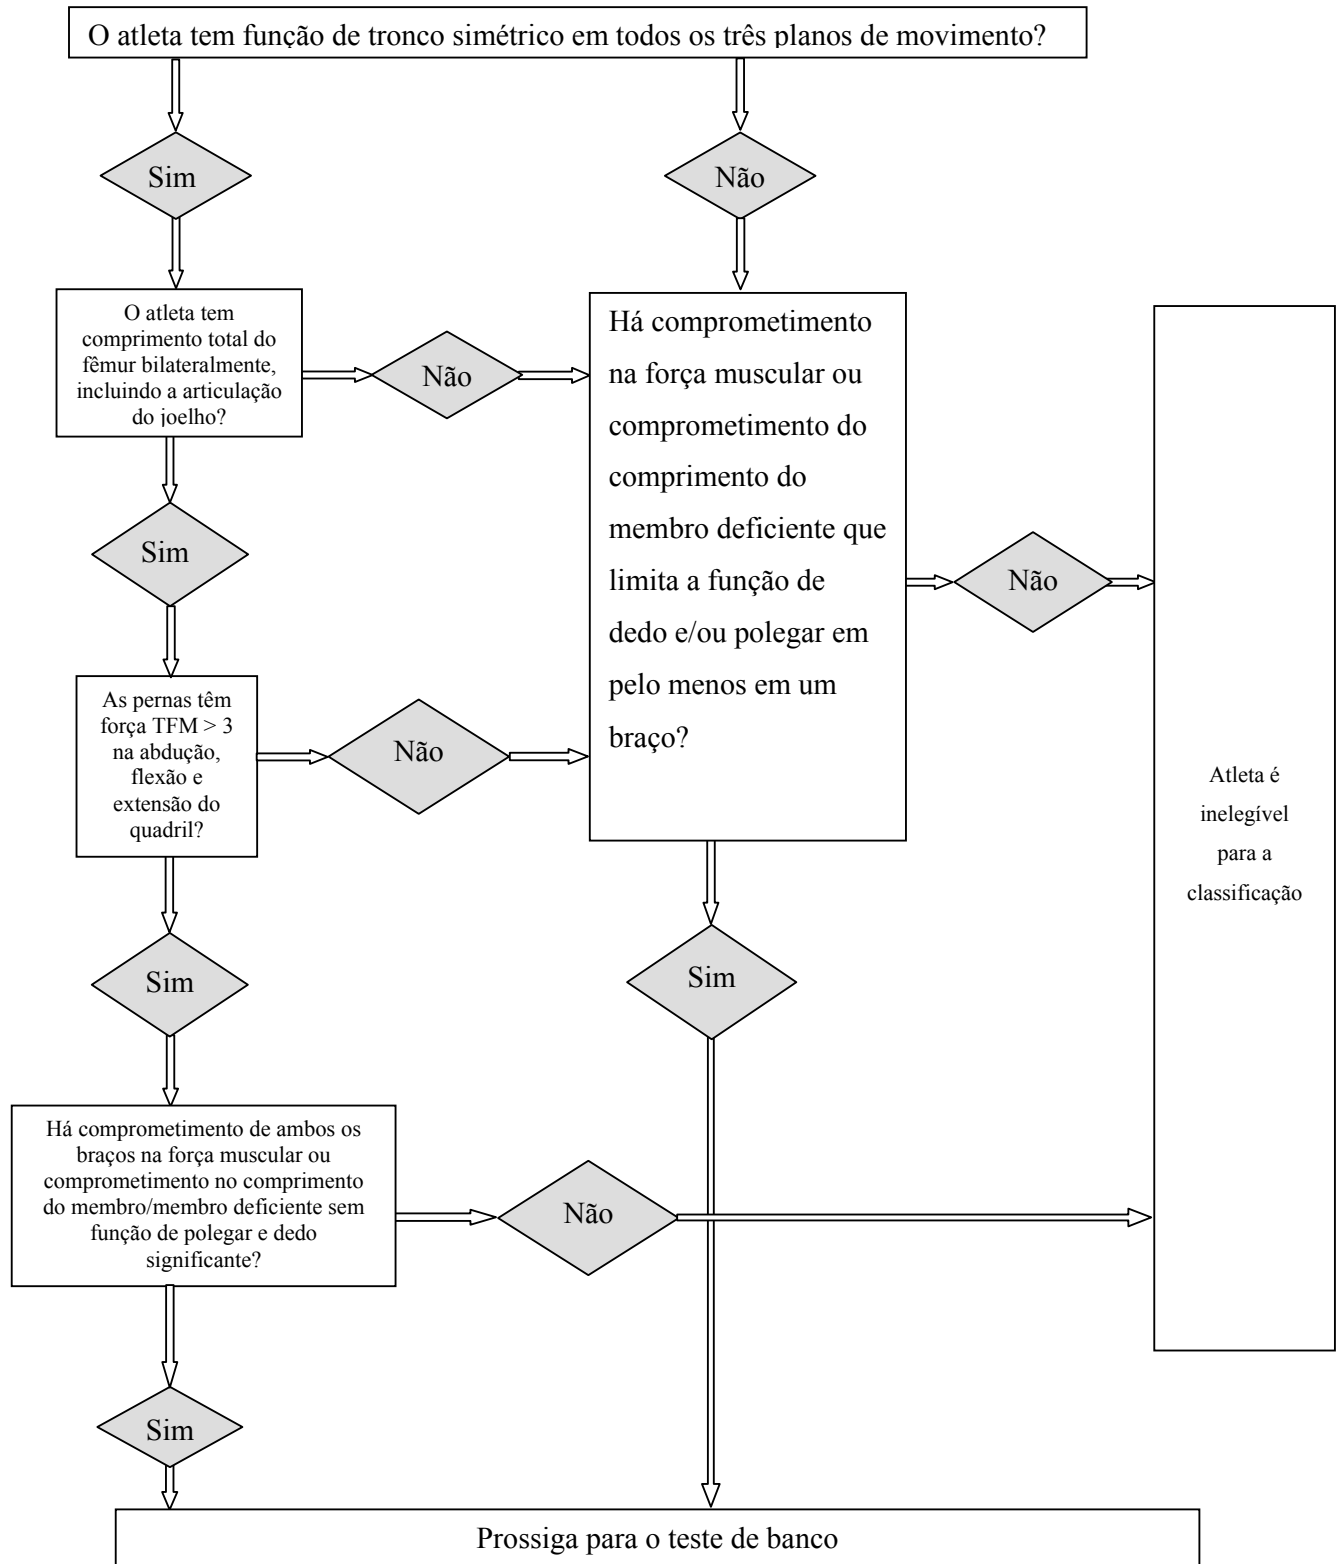 O atleta tem função de tronco simétrico em todos os três planos de movimento?
Sim
Não
O atleta tem
comprimento total do
fêmur bilateralmente,
incluindo a articulação
do joelho?
Não
Há comprometimento
na força muscular ou
comprometimento do
comprimento do
membro deficiente que
limita a função de
dedo e/ou polegar em
pelo menos em um
braço?
Sim
Não
As pernas têm
força TFM > 3
na abdução,
flexão e
extensão do
quadril?
Não
Atleta é
inelegível
para a
classificação
Sim
Sim
Há comprometimento de ambos os
braços na força muscular ou
comprometimento no comprimento
do membro/membro deficiente sem
função de polegar e dedo
significante?
Não
Sim
Prossiga para o teste de banco